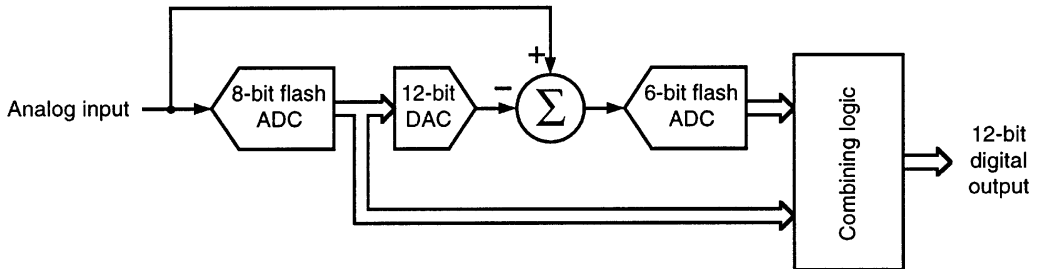 Analog input
8-bit flash
ADC
12-bit
DAC
+
−
Σ
6-bit flash
ADC
Combining logic
12-bit
digital
output